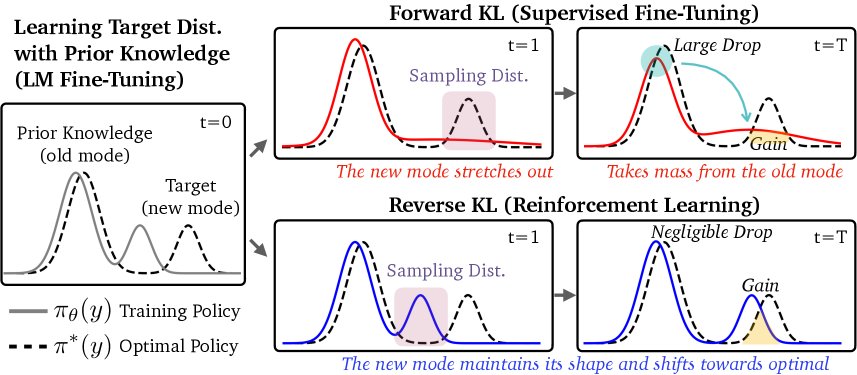 Learning Target Dist.
with Prior Knowledge
(LM Fine-Tuning)
t=0
Prior Knowledge
(old mode)
Target
(new mode)
π_θ(y) Training Policy
π*(y) Optimal Policy
Forward KL (Supervised Fine-Tuning)
t=1
Sampling Dist.
The new mode stretches out
t=T
Large Drop
Gain
Takes mass from the old mode
Reverse KL (Reinforcement Learning)
t=1
Sampling Dist.
t=T
Negligible Drop
Gain
The new mode maintains its shape and shifts towards optimal